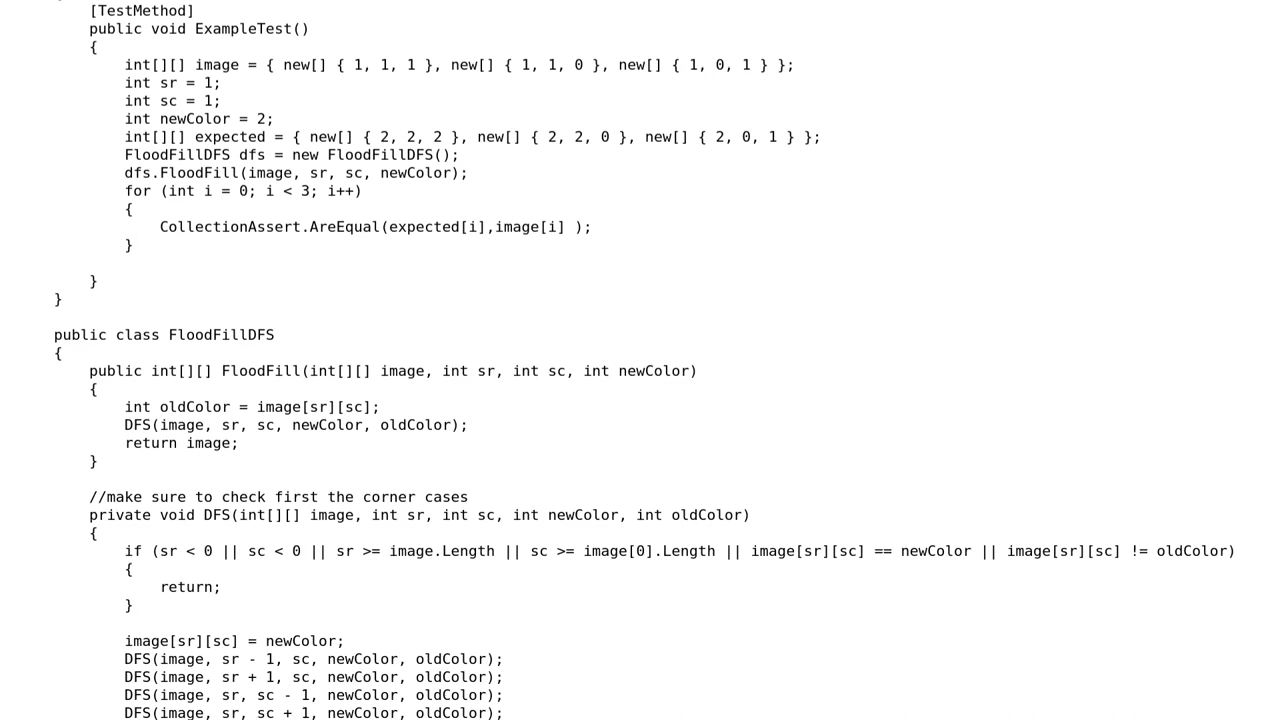 [TestMethod]
public void ExampleTest()
{
int[][] image = { new[] { 1, 1, 1 }, new[] { 1, 1, 0 }, new[] { 1, 0, 1 } };
int sr = 1;
int sc = 1;
int newColor = 2;
int[][] expected = { new[] { 2, 2, 2 }, new[] { 2, 2, 0 }, new[] { 2, 0, 1 } };
FloodFillDFS dfs = new FloodFillDFS();
dfs.FloodFill(image, sr, sc, newColor);
for (int i = 0; i < 3; i++)
{
CollectionAssert.AreEqual(expected[i],image[i] );
}
}
}
public class FloodFillDFS
{
public int[][] FloodFill(int[][] image, int sr, int sc, int newColor)
{
int oldColor = image[sr][sc];
DFS(image, sr, sc, newColor, oldColor);
return image;
}
//make sure to check first the corner cases
private void DFS(int[][] image, int sr, int sc, int newColor, int oldColor)
{
if (sr < 0 || sc < 0 || sr >= image.Length || sc >= image[0].Length || image[sr][sc] == newColor || image[sr][sc] != oldColor)
{
return;
}
image[sr][sc] = newColor;
DFS(image, sr - 1, sc, newColor, oldColor);
DFS(image, sr + 1, sc, newColor, oldColor);
DFS(image, sr, sc - 1, newColor, oldColor);
DFS(image, sr, sc + 1, newColor, oldColor);